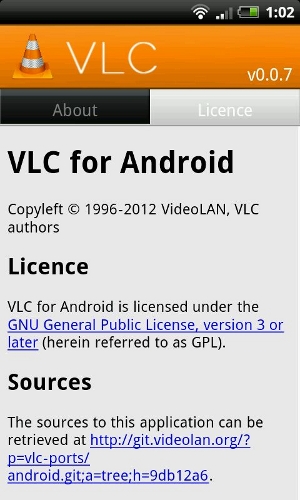 1:02
VLC
v0.0.7
About
Licence
VLC for Android
Copyleft © 1996-2012 VideoLAN, VLC
authors
Licence
VLC for Android is licensed under the
GNU General Public License, version 3 or
later (herein referred to as GPL).
Sources
The sources to this application can be
retrieved at http://git.videolan.org/?
p=vlc-ports/
android.git;a=tree;h=9db12a6.